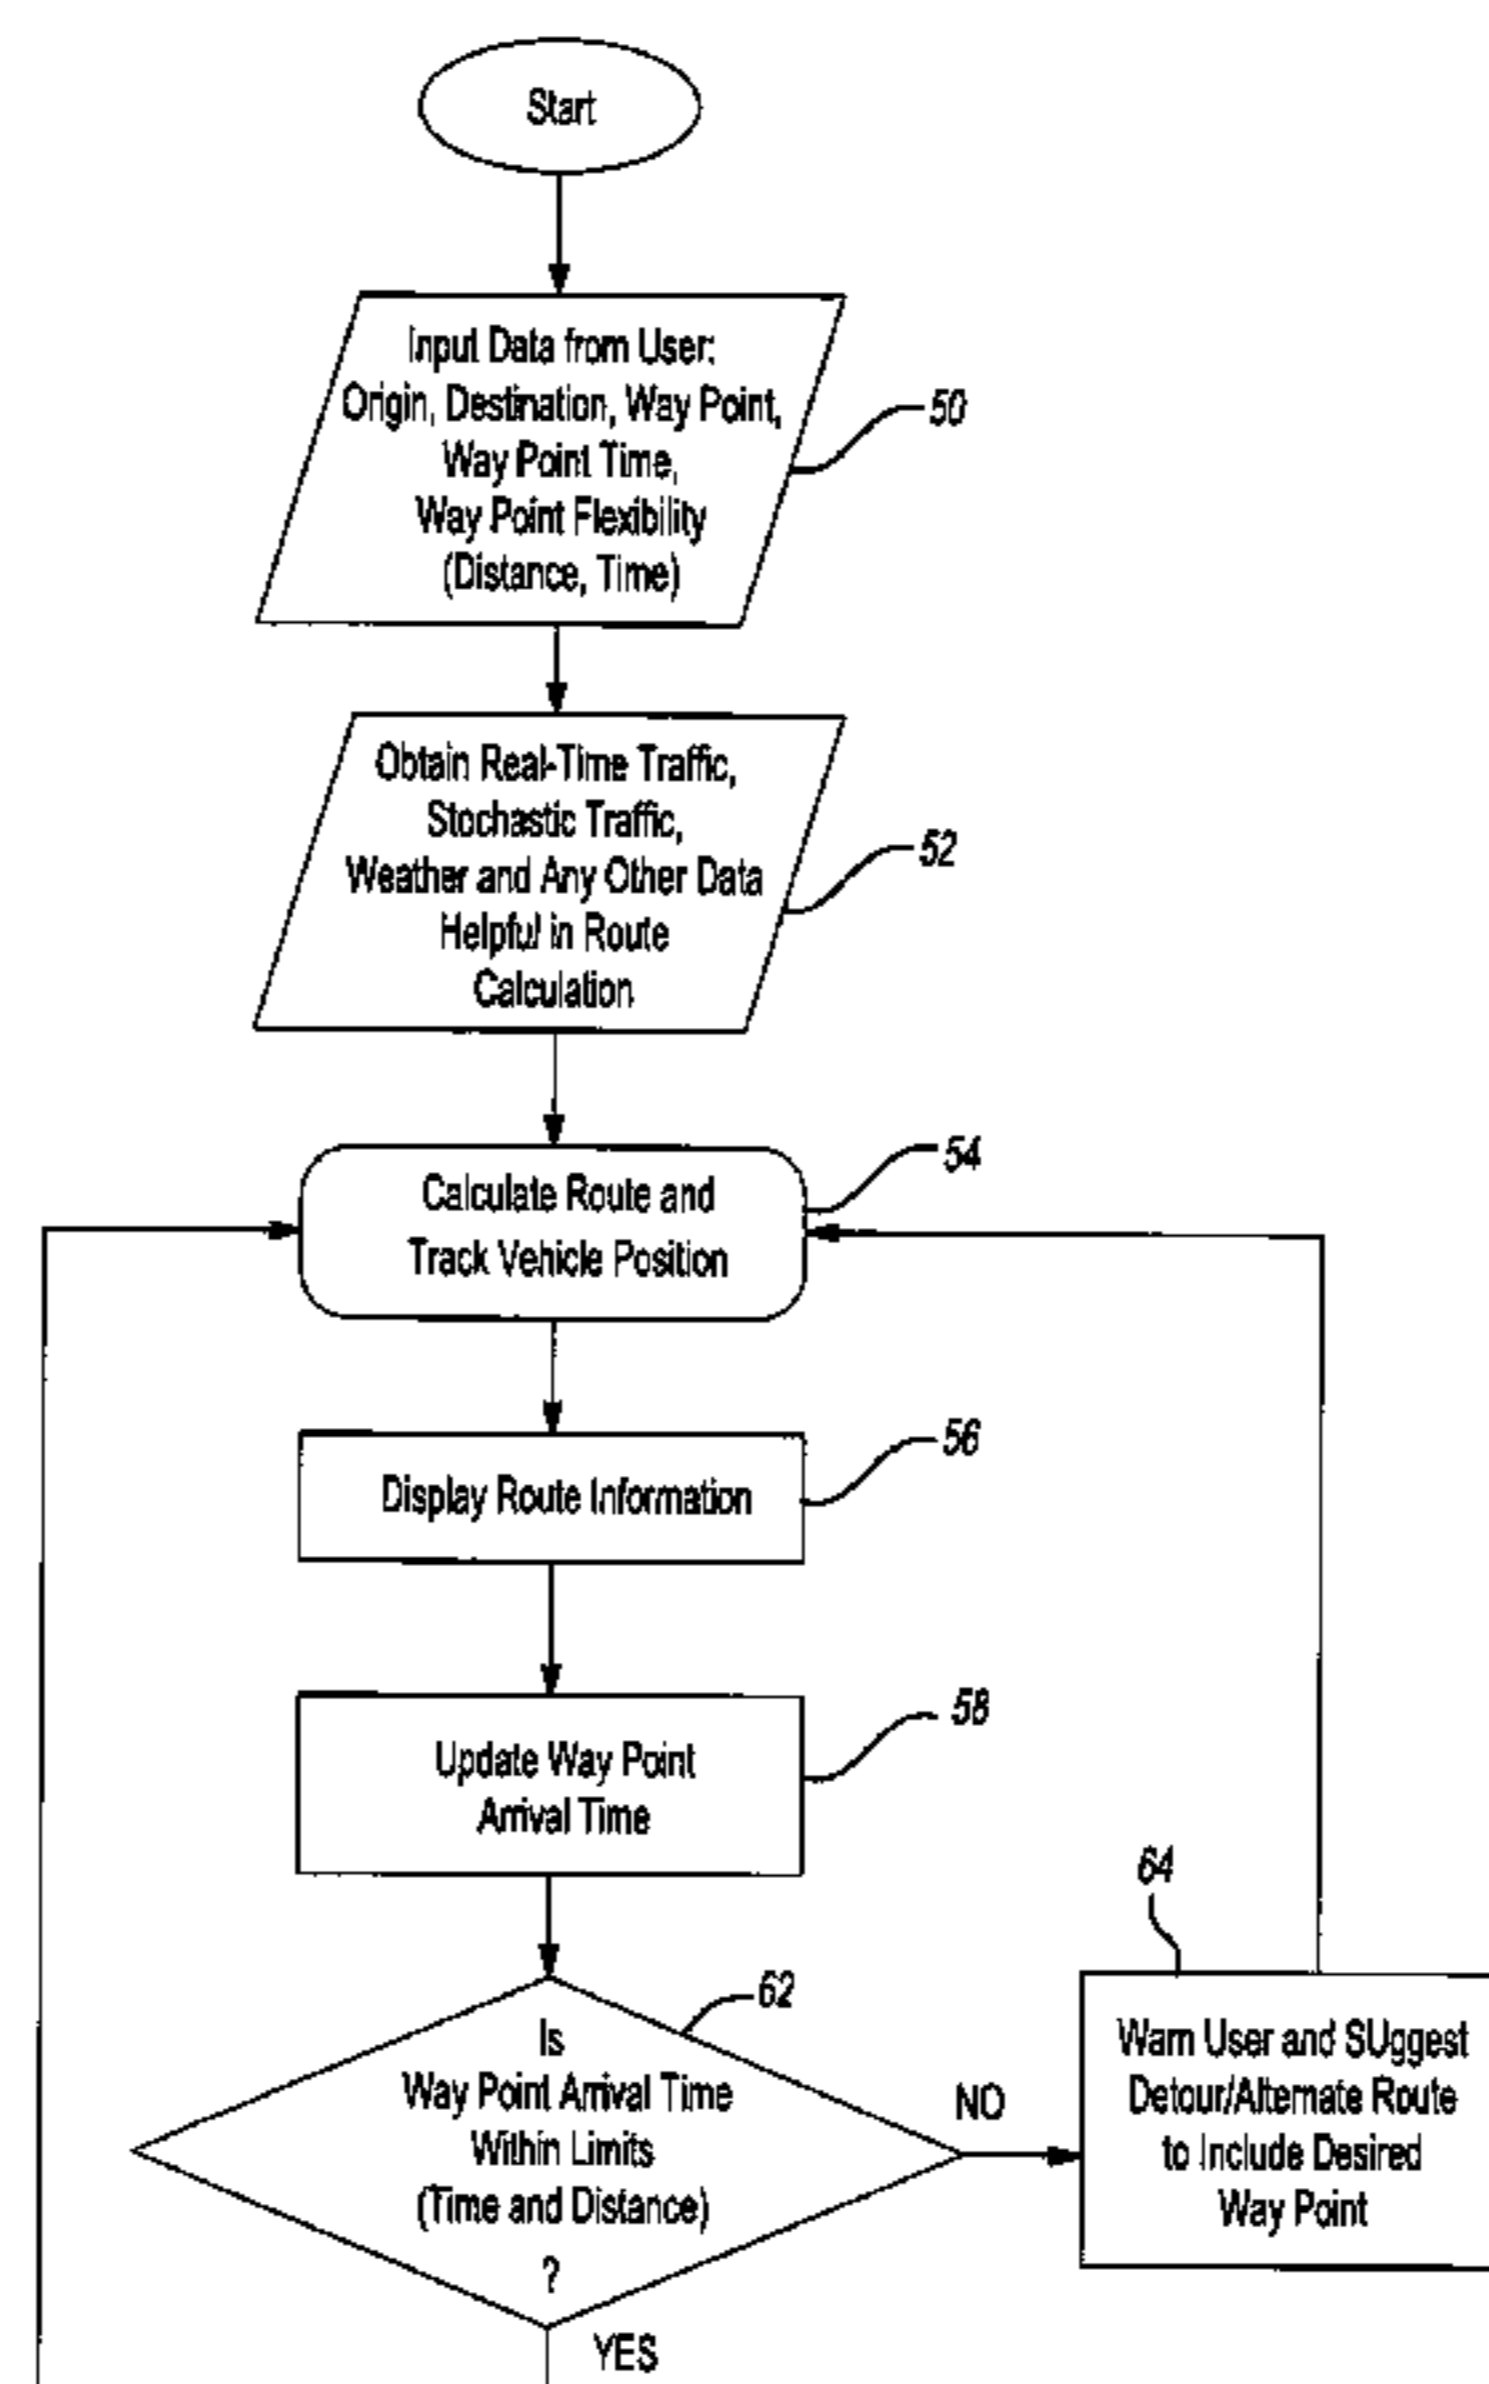 Start
Input Data from User:
Origin, Destination, Way Point,
Way Point Time,
Way Point Flexibility
(Distance, Time)
50
Obtain Real-Time Traffic,
Stochastic Traffic,
Weather and Any Other Data
Helpful in Route
Calculation
52
54
Calculate Route and
Track Vehicle Position
56
Display Route Information
58
Update Way Point
Arrival Time
64
62
Is
Way Point Arrival Time
Within Limits
(Time and Distance)
?
NO
Warn User and SUggest
Detour/Alternate Route
to Include Desired
Way Point
YES